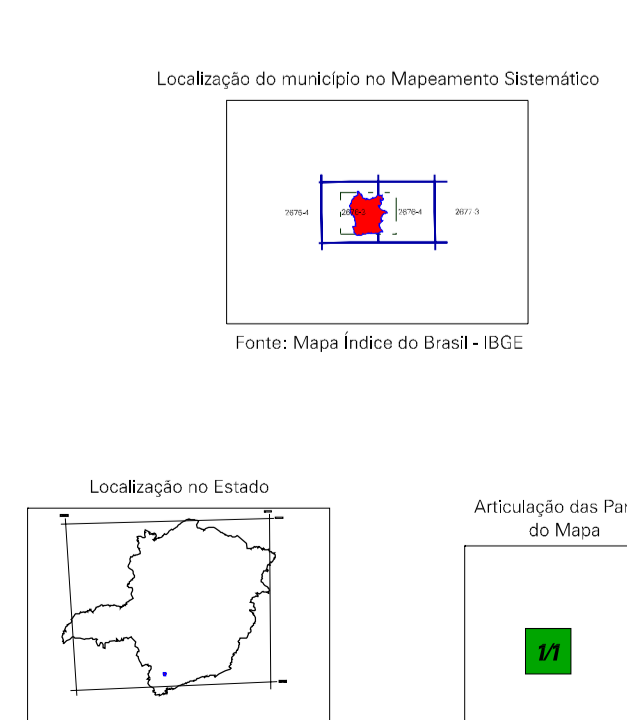 Localização do município no Mapeamento Sistemático
2675-4
2676-4
2677-3
Fonte: Mapa Índice do Brasil - IBGE
Localização no Estado
Articulação das Par
do Mapa
1/1